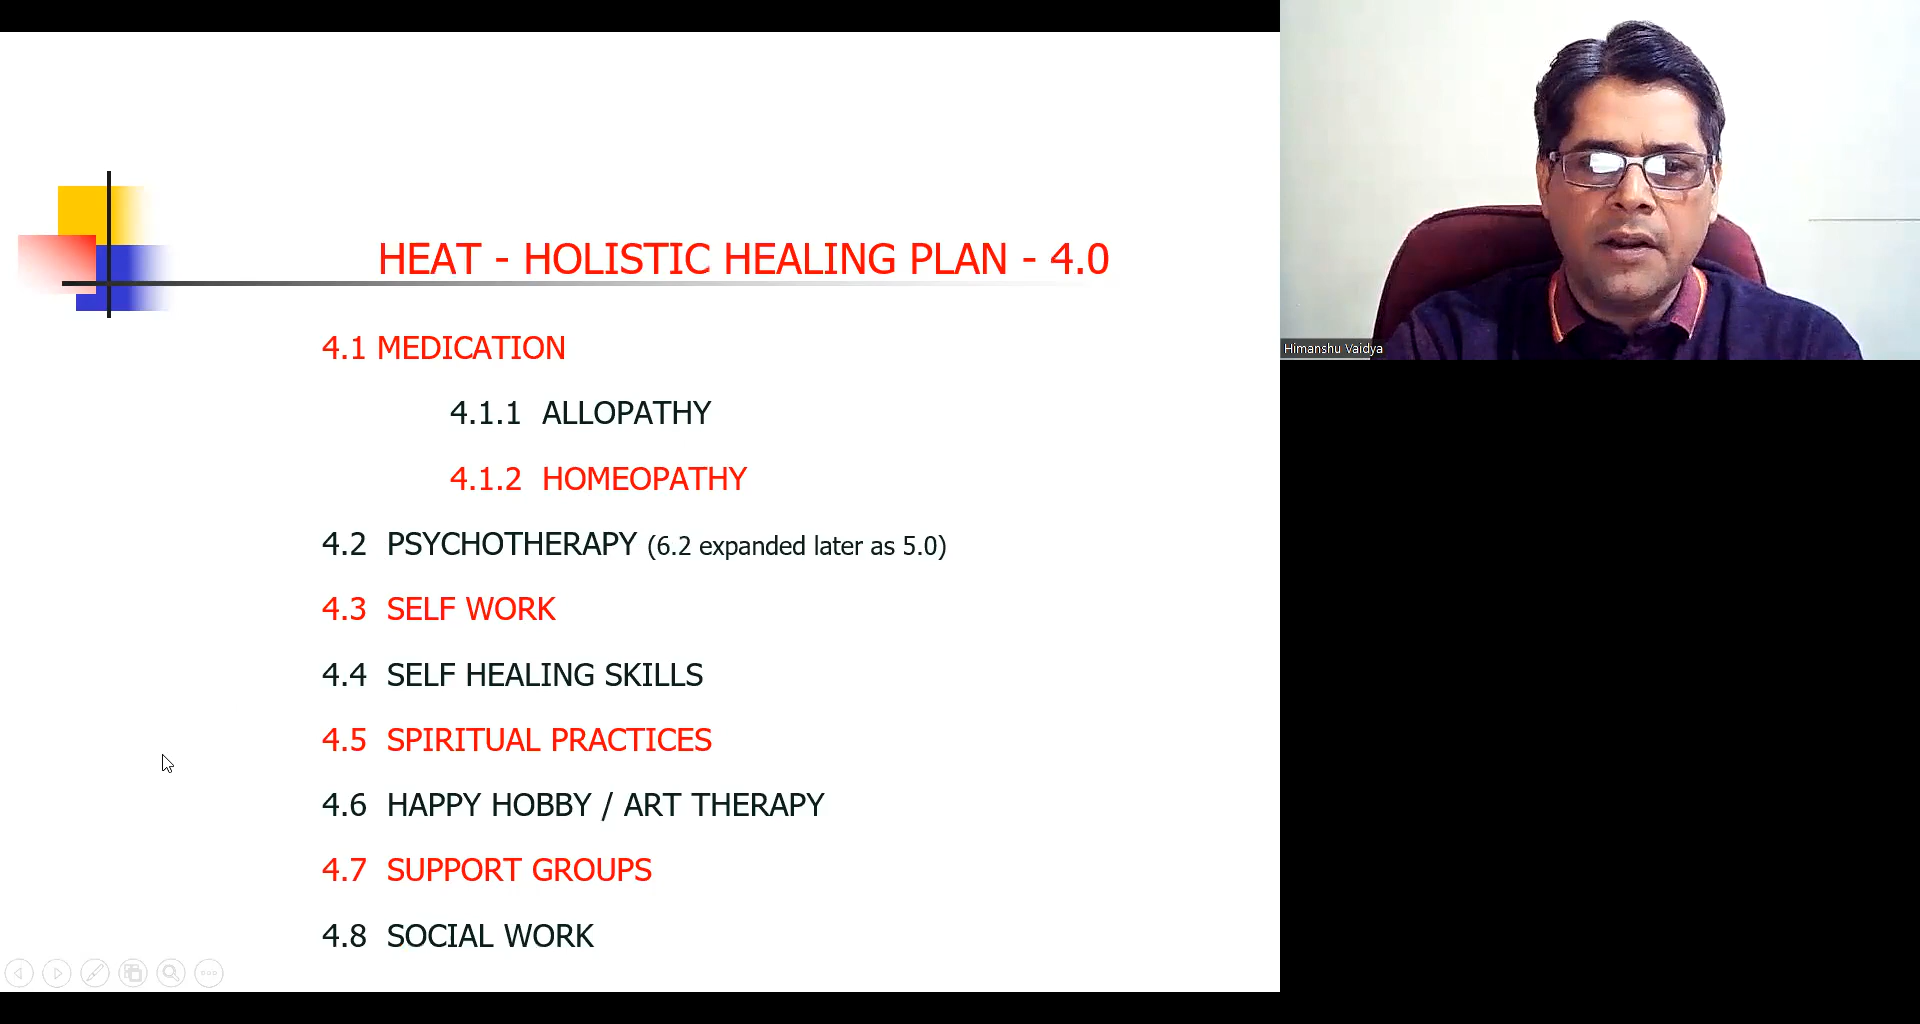 HEAT - HOLISTIC HEALING PLAN - 4.0
4.1 MEDICATION
4.1.1 ALLOPATHY
4.1.2 HOMEOPATHY
4.2 PSYCHOTHERAPY (6.2 expanded later as 5.0)
4.3 SELF WORK
4.4 SELF HEALING SKILLS
4.5 SPIRITUAL PRACTICES
4.6 HAPPY HOBBY / ART THERAPY
4.7 SUPPORT GROUPS
4.8 SOCIAL WORK
Himanshu Vaidya